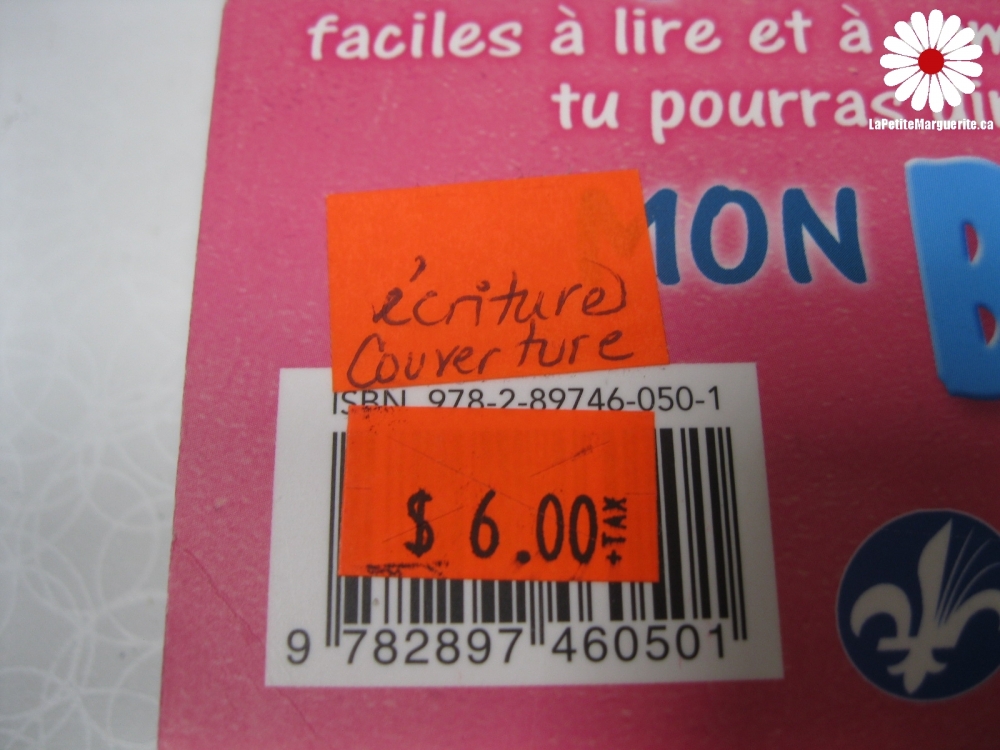 faciles à lire et à
tu pourras
LaPetiteMarguerite.ca
MON B
écriture
Couverture
ISBN 978-2-89746-050-1
$ 6.00 +TAX
9 782897 460501